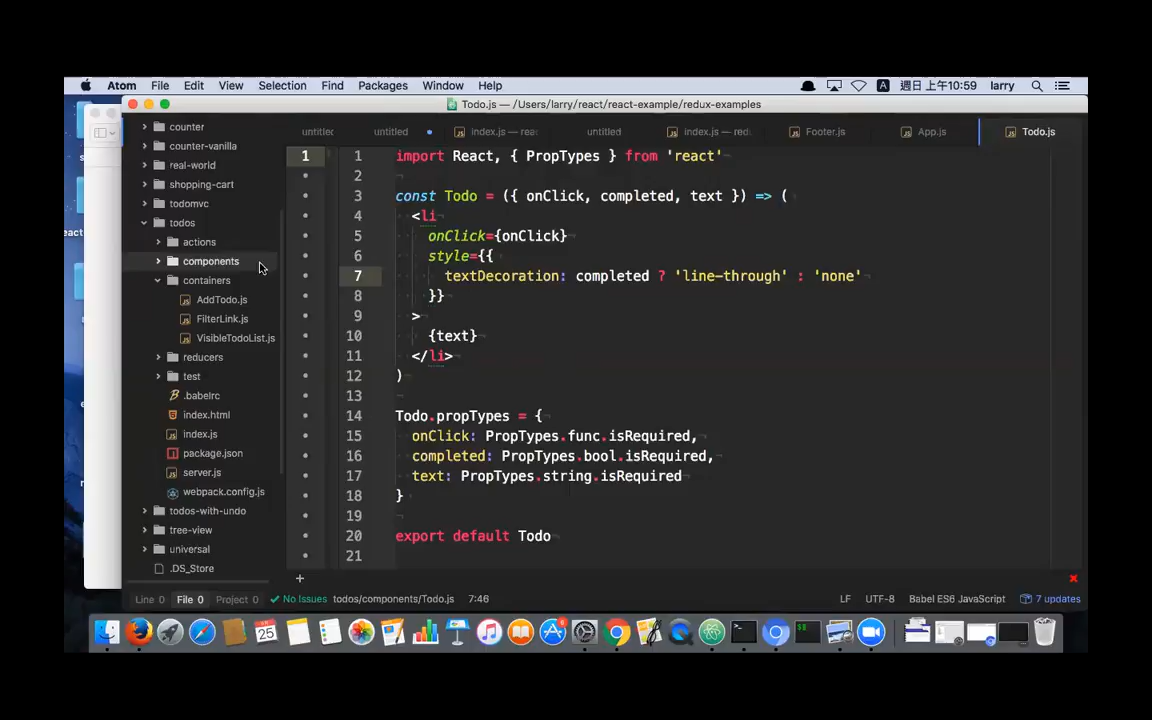 Atom File Edit View Selection Find Packages Window Help A 週日 上午10:59 larry
Todo.js — /Users/larry/react/react-example/redux-examples
untitled untitled index.js — rea untitled index.js — red Footer.js App.js Todo.js
counter
counter-vanilla
real-world
shopping-cart
todomvc
todos
actions
components
containers
AddTodo.js
FilterLink.js
VisibleTodoList.js
reducers
test
.babelrc
index.html
index.js
package.json
server.js
webpack.config.js
todos-with-undo
tree-view
universal
.DS_Store
1
1 import React, { PropTypes } from 'react'
2
3 const Todo = ({ onClick, completed, text }) => (
4 <li
5 onClick={onClick}
6 style={{
7 textDecoration: completed ? 'line-through' : 'none'
8 }}
9 >
10 {text}
11 </li>
12 )
13
14 Todo.propTypes = {
15 onClick: PropTypes.func.isRequired,
16 completed: PropTypes.bool.isRequired,
17 text: PropTypes.string.isRequired
18 }
19
20 export default Todo
21
Line 0 File 0 Project 0 No Issues todos/components/Todo.js 7:46 LF UTF-8 Babel ES6 JavaScript 7 updates
25